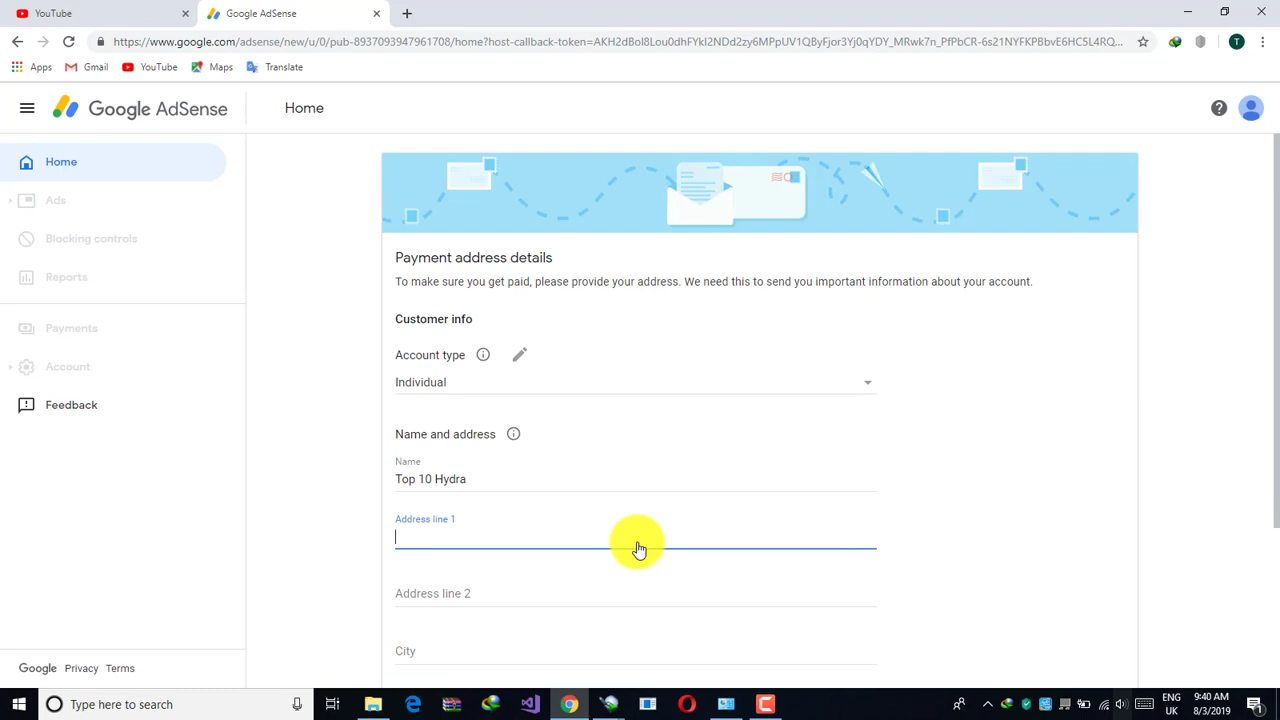 YouTube
Google AdSense
https://www.google.com/adsense/new/u/0/pub-8937093947961708/home?host-callback-token=AKH2dBol8Lou0dhFYkI2NDd2zy6MPpUV1QByFjor3Yj0qYDY_MRwk7n_PfPbCR-6s21NYFKPBbvE6HC5L4RQ...
T
Apps
Gmail
YouTube
Maps
Translate
Google AdSense
Home
Home
Ads
Blocking controls
Reports
Payments
Account
Feedback
Payment address details
To make sure you get paid, please provide your address. We need this to send you important information about your account.
Customer info
Account type
Individual
Name and address
Name
Top 10 Hydra
Address line 1
Address line 2
City
Google
Privacy
Terms
Type here to search
ENG
UK
9:40 AM
8/3/2019